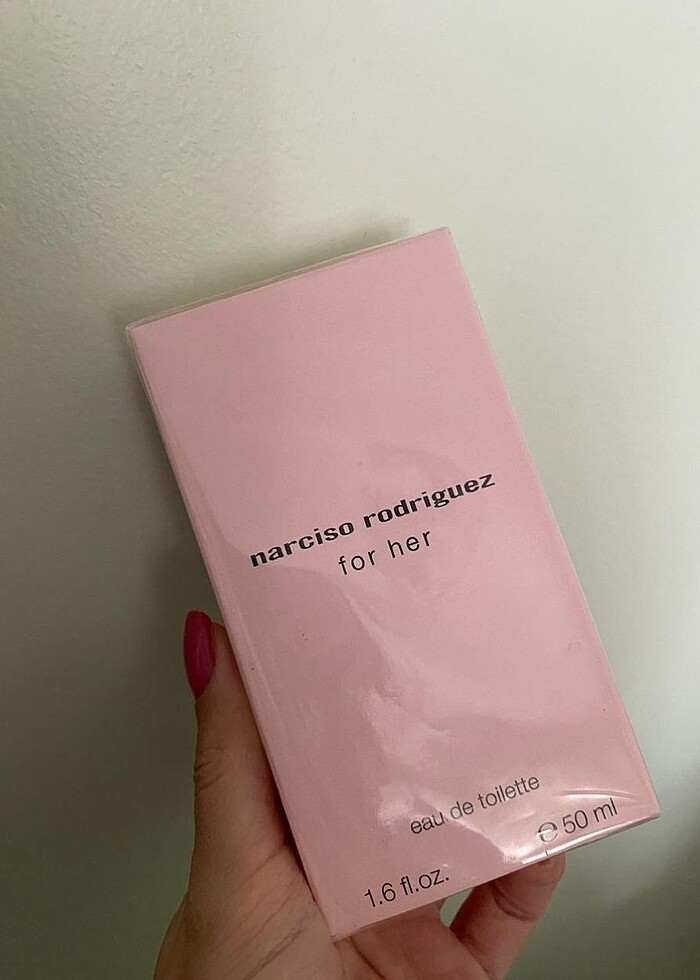 narciso rodriguez
for her
eau de toilette
1.6 fl.oz. ℮ 50 ml